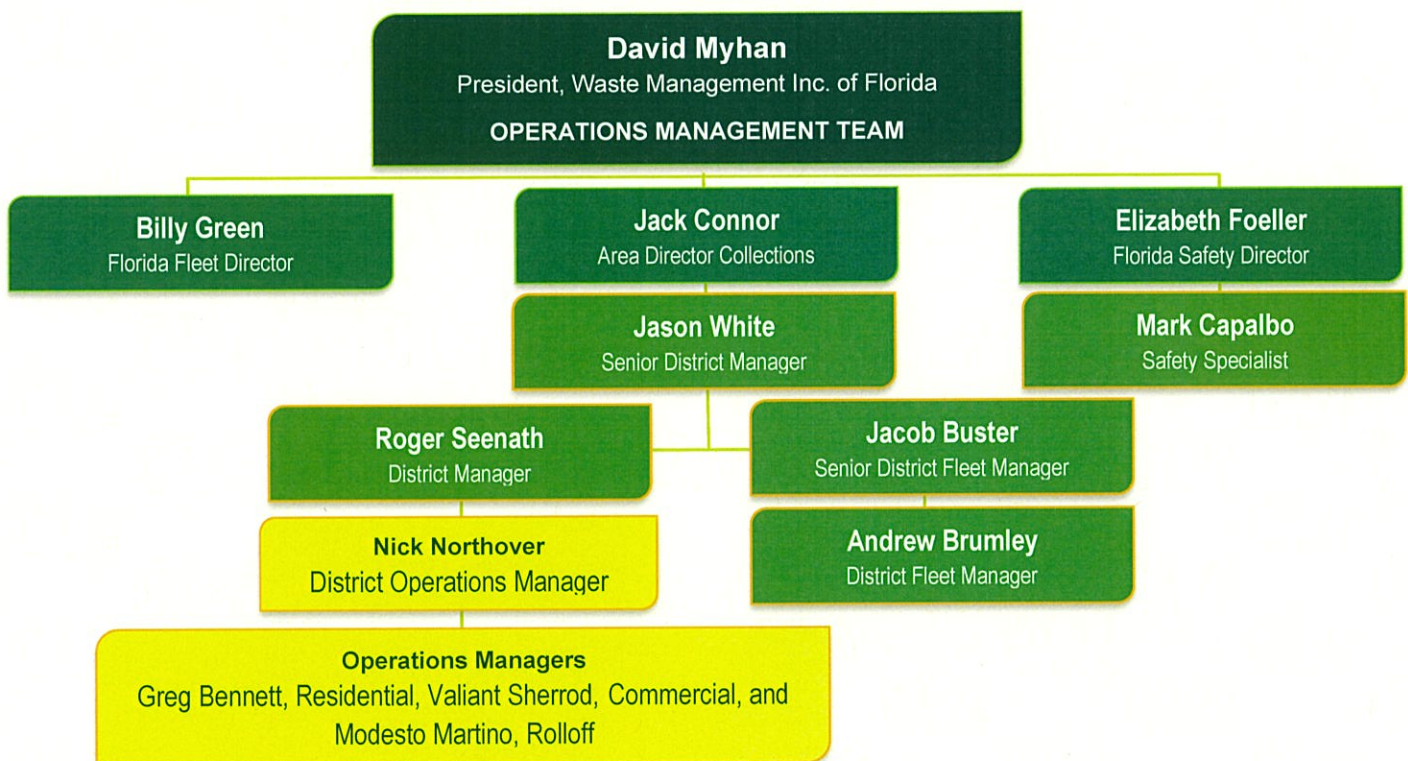 David Myhan
President, Waste Management Inc. of Florida
OPERATIONS MANAGEMENT TEAM
Billy Green
Florida Fleet Director
Jack Connor
Area Director Collections
Elizabeth Foeller
Florida Safety Director
Jason White
Senior District Manager
Mark Capalbo
Safety Specialist
Roger Seenath
District Manager
Jacob Buster
Senior District Fleet Manager
Nick Northover
District Operations Manager
Andrew Brumley
District Fleet Manager
Operations Managers
Greg Bennett, Residential, Valiant Sherrod, Commercial, and
Modesto Martino, Rolloff